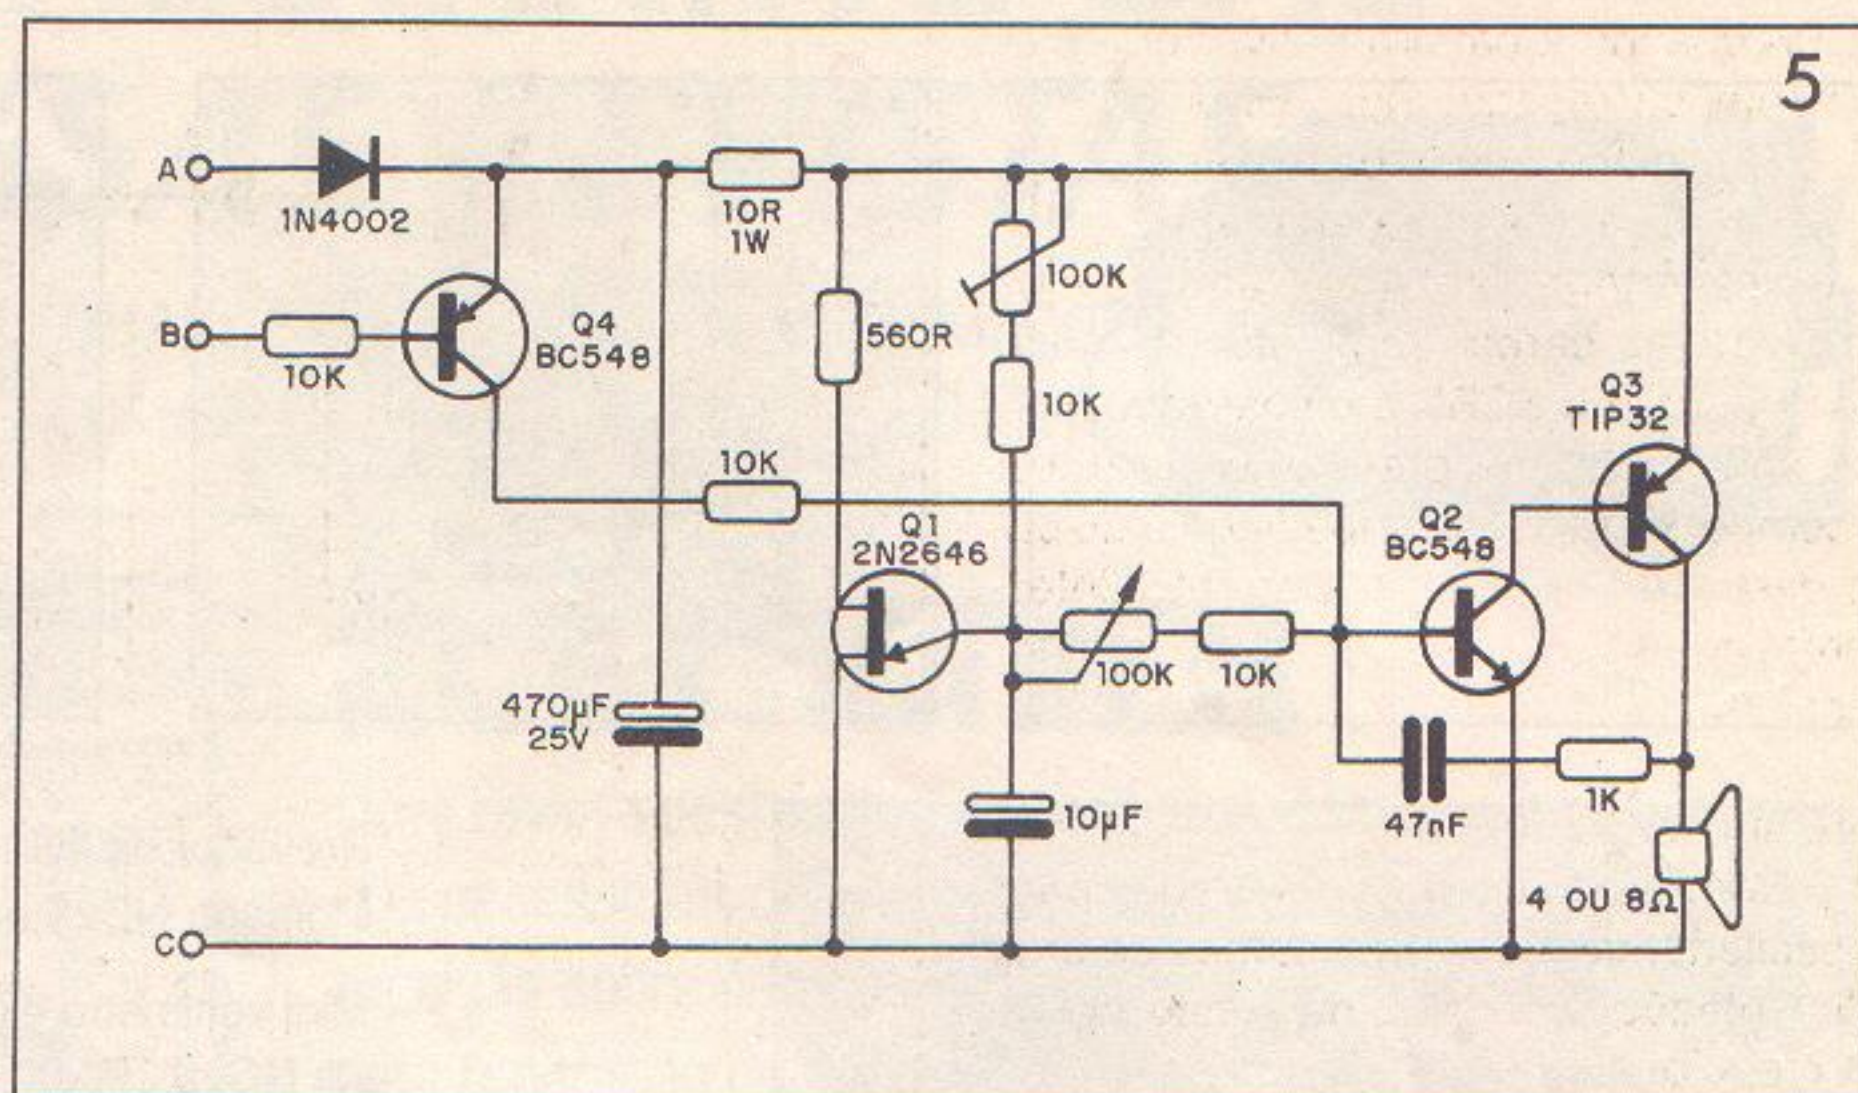 5
A
1N4002
10R
1W
100K
B
10K
Q4
BC548
560R
10K
Q3
TIP32
10K
Q1
2N2646
Q2
BC548
470µF
25V
100K
10K
10µF
47nF
1K
4 OU 8Ω
C